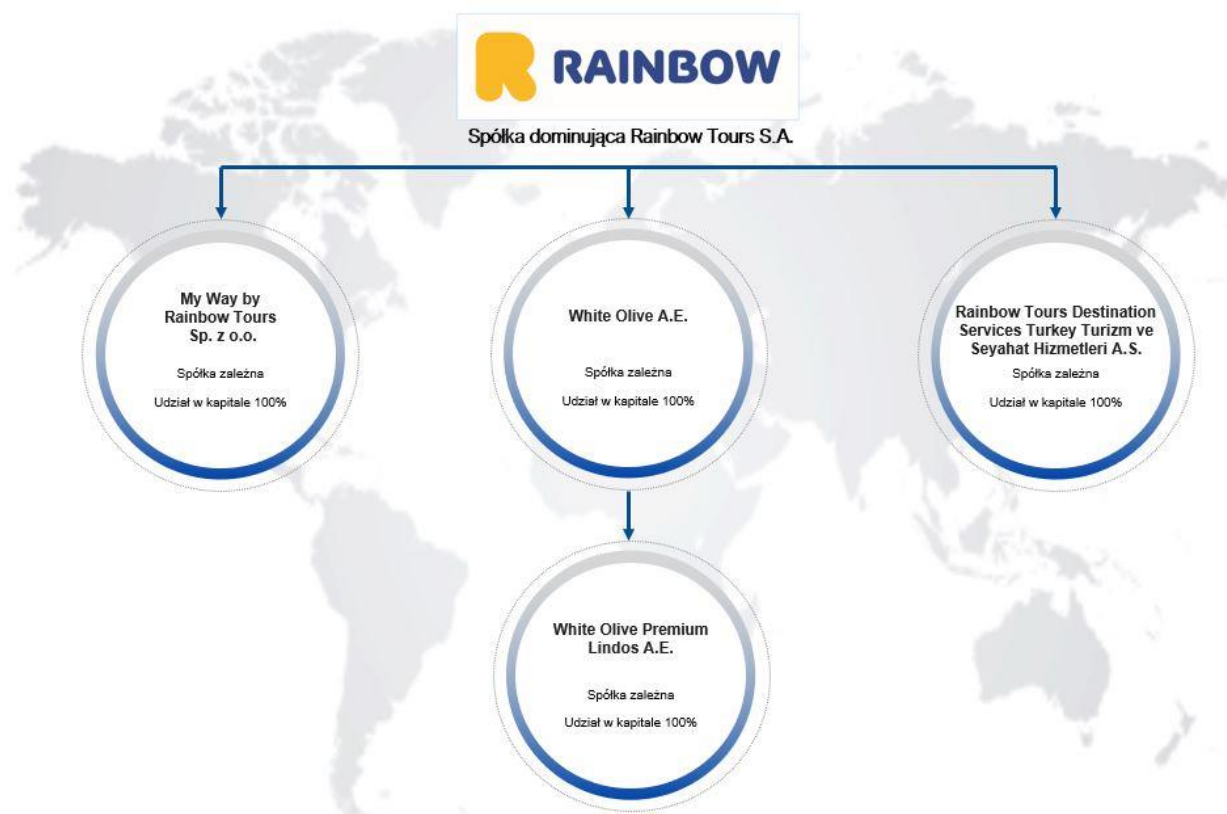 RAINBOW
Spółka dominująca Rainbow Tours S.A.
My Way by
Rainbow Tours
Sp. z o.o.
Spółka zależna
Udział w kapitale 100%
White Olive A.E.
Spółka zależna
Udział w kapitale 100%
Rainbow Tours Destination
Services Turkey Turizm ve
Seyahat Hizmetleri A.S.
Spółka zależna
Udział w kapitale 100%
White Olive Premium
Lindos A.E.
Spółka zależna
Udział w kapitale 100%